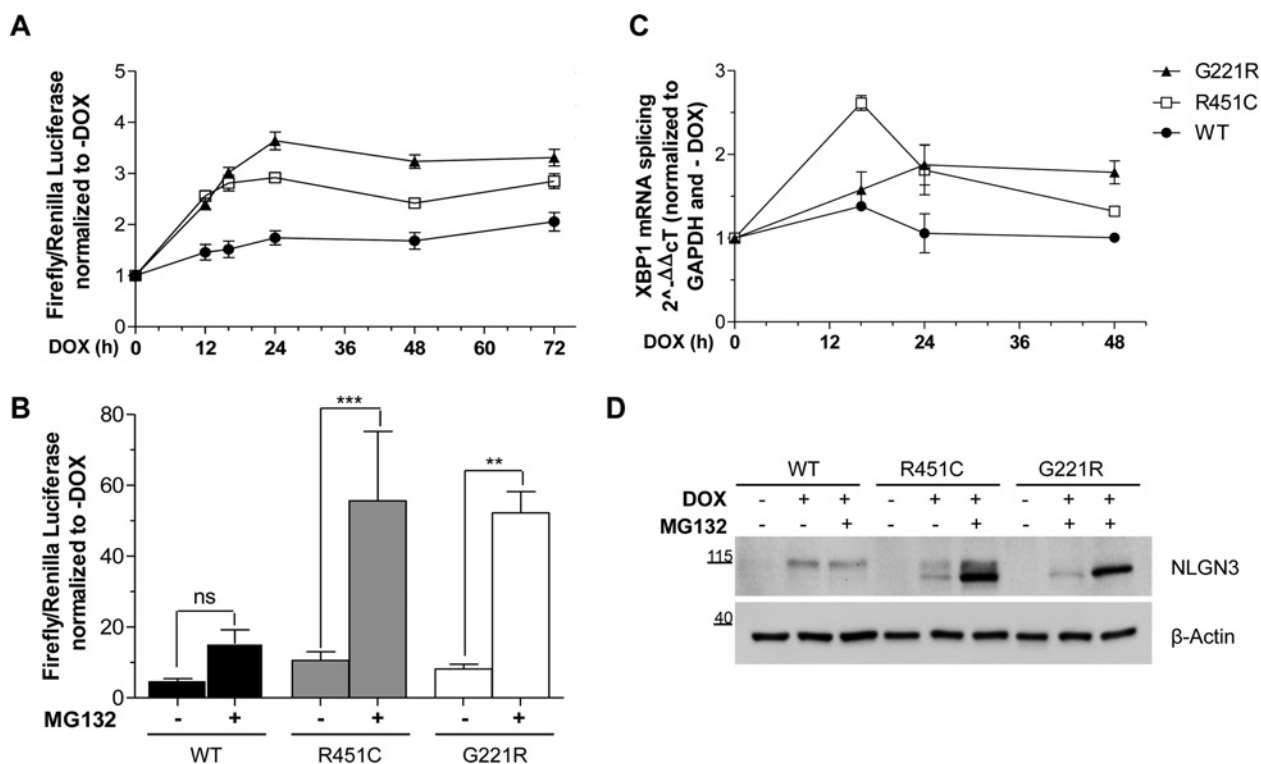 A
Firefly/Renilla Luciferase
normalized to -DOX
5
4
3
2
1
0
DOX (h) 0 12 24 36 48 60 72
C
XBP1 mRNA splicing
2^-ΔΔcT (normalized to
GAPDH and - DOX)
3
2
1
0
DOX (h) 0 12 24 36 48
G221R
R451C
WT
B
Firefly/Renilla Luciferase
normalized to -DOX
80
60
40
20
0
ns
***
**
MG132 - + - + - +
WT R451C G221R
D
WT R451C G221R
DOX - + + - + + - + +
MG132 - - + - - + - + +
115
NLGN3
40
β-Actin